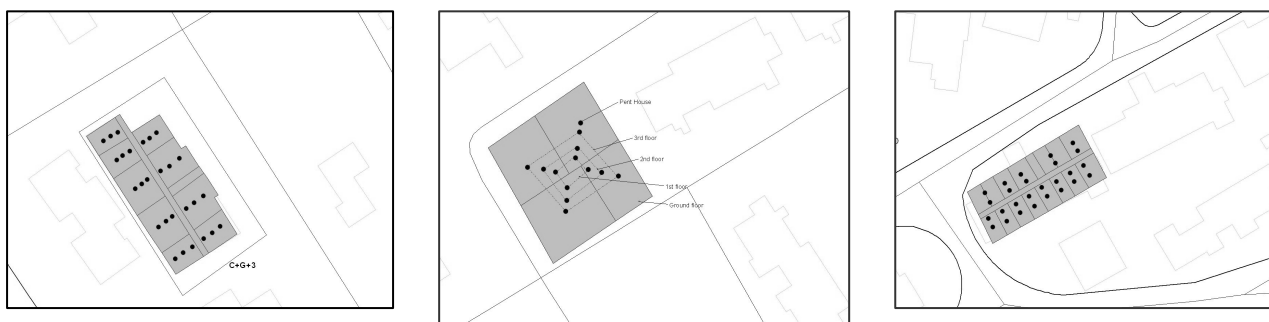 C+G+3
Pent House
3rd floor
2nd floor
1st floor
Ground floor